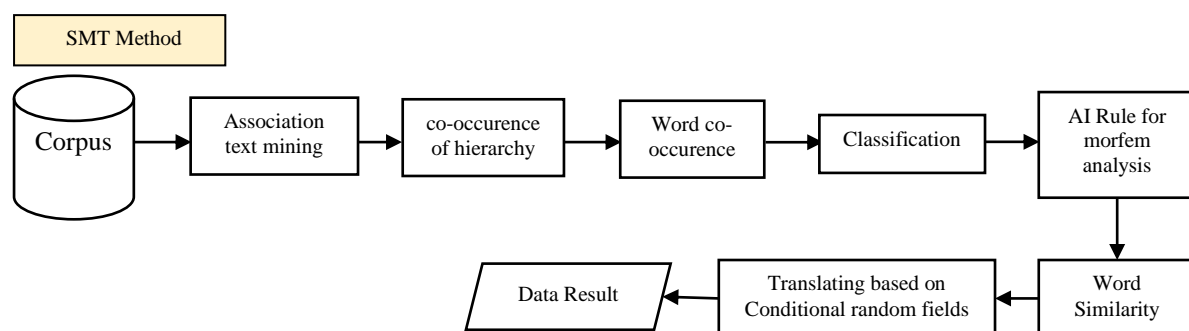 SMT Method
Corpus
Association
text mining
co-occurence
of hierarchy
Word co-
occurence
Classification
AI Rule for
morfem
analysis
Word
Similarity
Translating based on
Conditional random fields
Data Result